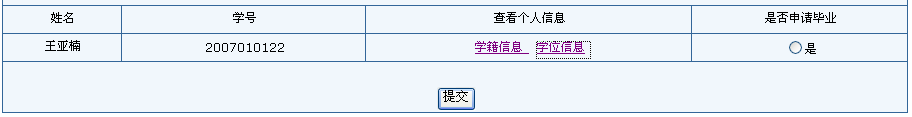 姓名 学号 查看个人信息 是否申请毕业
王亚楠 2007010122 学籍信息 学位信息 是
提交